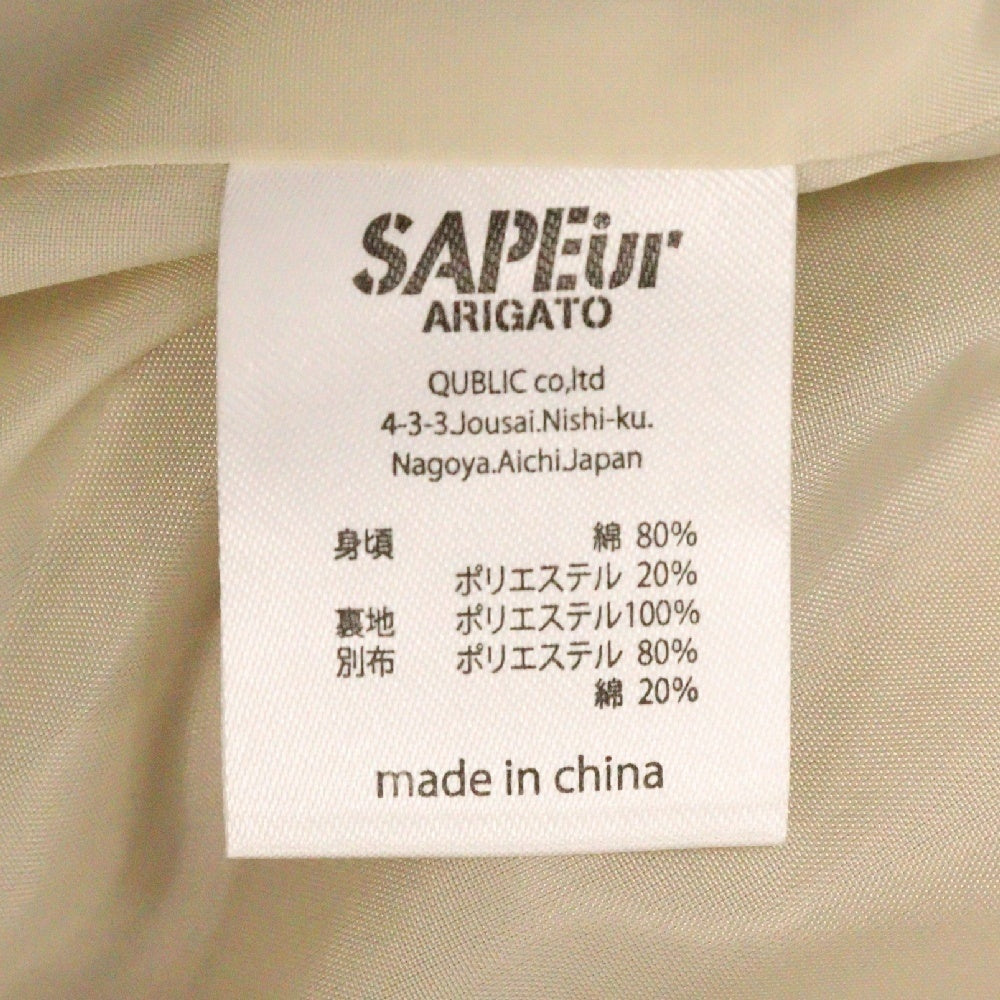 SAPEur
ARIGATO
QUBLIC co,ltd
4-3-3.Jousai.Nishi-ku.
Nagoya.Aichi.Japan
身頃 綿 80%
ポリエステル 20%
裏地 ポリエステル100%
別布 ポリエステル 80%
綿 20%
made in china